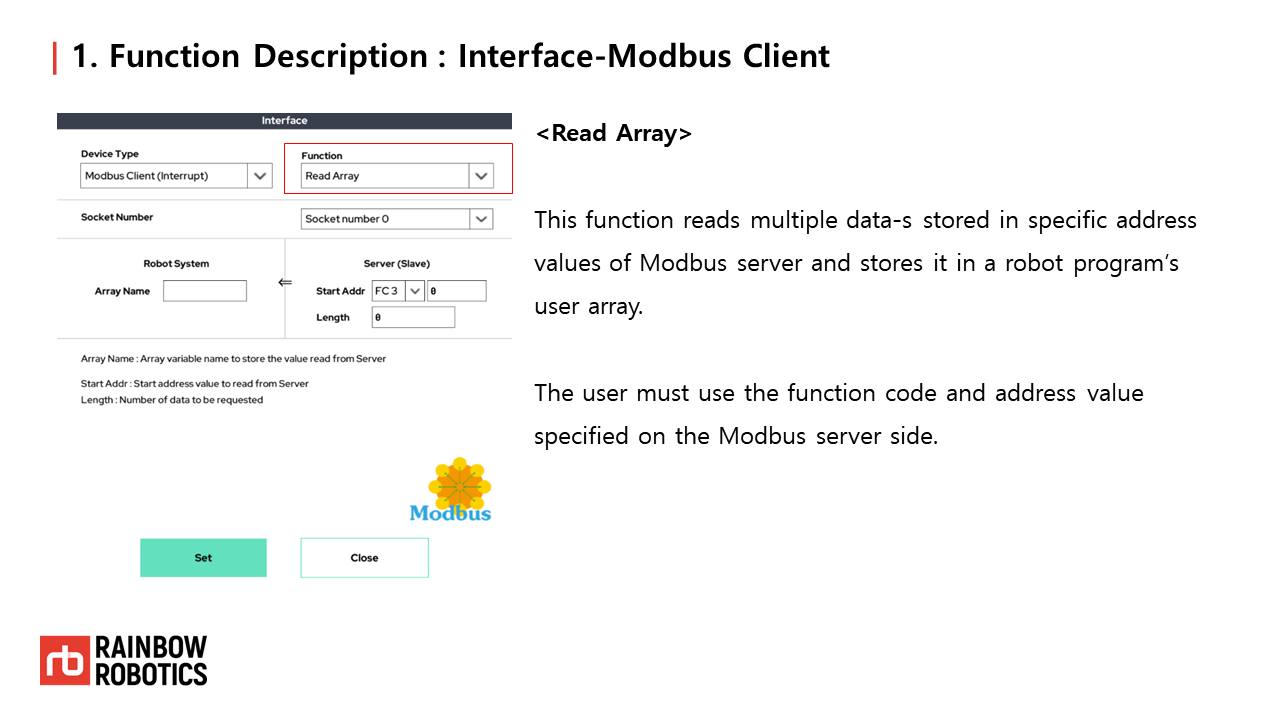 1. Function Description : Interface-Modbus Client
Interface
Device Type
Modbus Client (Interrupt)
Function
Read Array
Socket Number
Socket number 0
Robot System
Array Name
⇐
Server (Slave)
Start Addr FC 3 0
Length 0
Array Name : Array variable name to store the value read from Server
Start Addr : Start address value to read from Server
Length : Number of data to be requested
Modbus
Set
Close
<Read Array>
This function reads multiple data-s stored in specific address
values of Modbus server and stores it in a robot program’s
user array.
The user must use the function code and address value
specified on the Modbus server side.
rb
RAINBOW
ROBOTICS